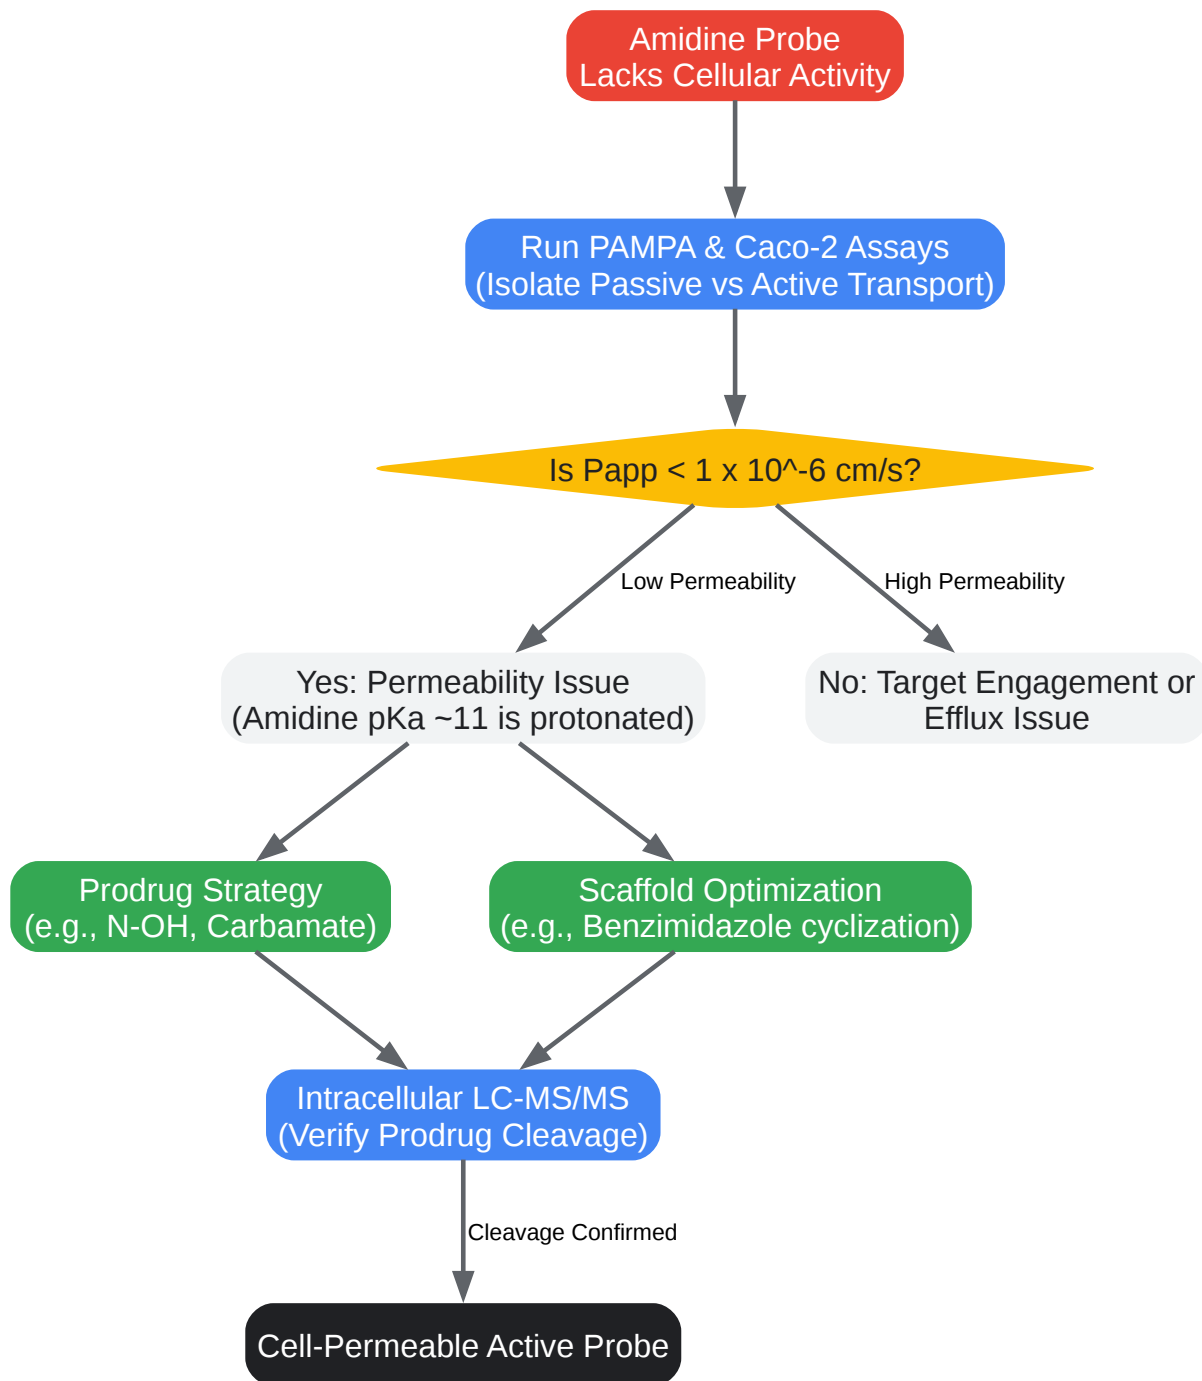 Amidine Probe
Lacks Cellular Activity
Run PAMPA & Caco-2 Assays
(Isolate Passive vs Active Transport)
Is Papp < 1 x 10^-6 cm/s?
Low Permeability
High Permeability
Yes: Permeability Issue
(Amidine pKa ~11 is protonated)
No: Target Engagement or
Efflux Issue
Prodrug Strategy
(e.g., N-OH, Carbamate)
Scaffold Optimization
(e.g., Benzimidazole cyclization)
Intracellular LC-MS/MS
(Verify Prodrug Cleavage)
Cleavage Confirmed
Cell-Permeable Active Probe